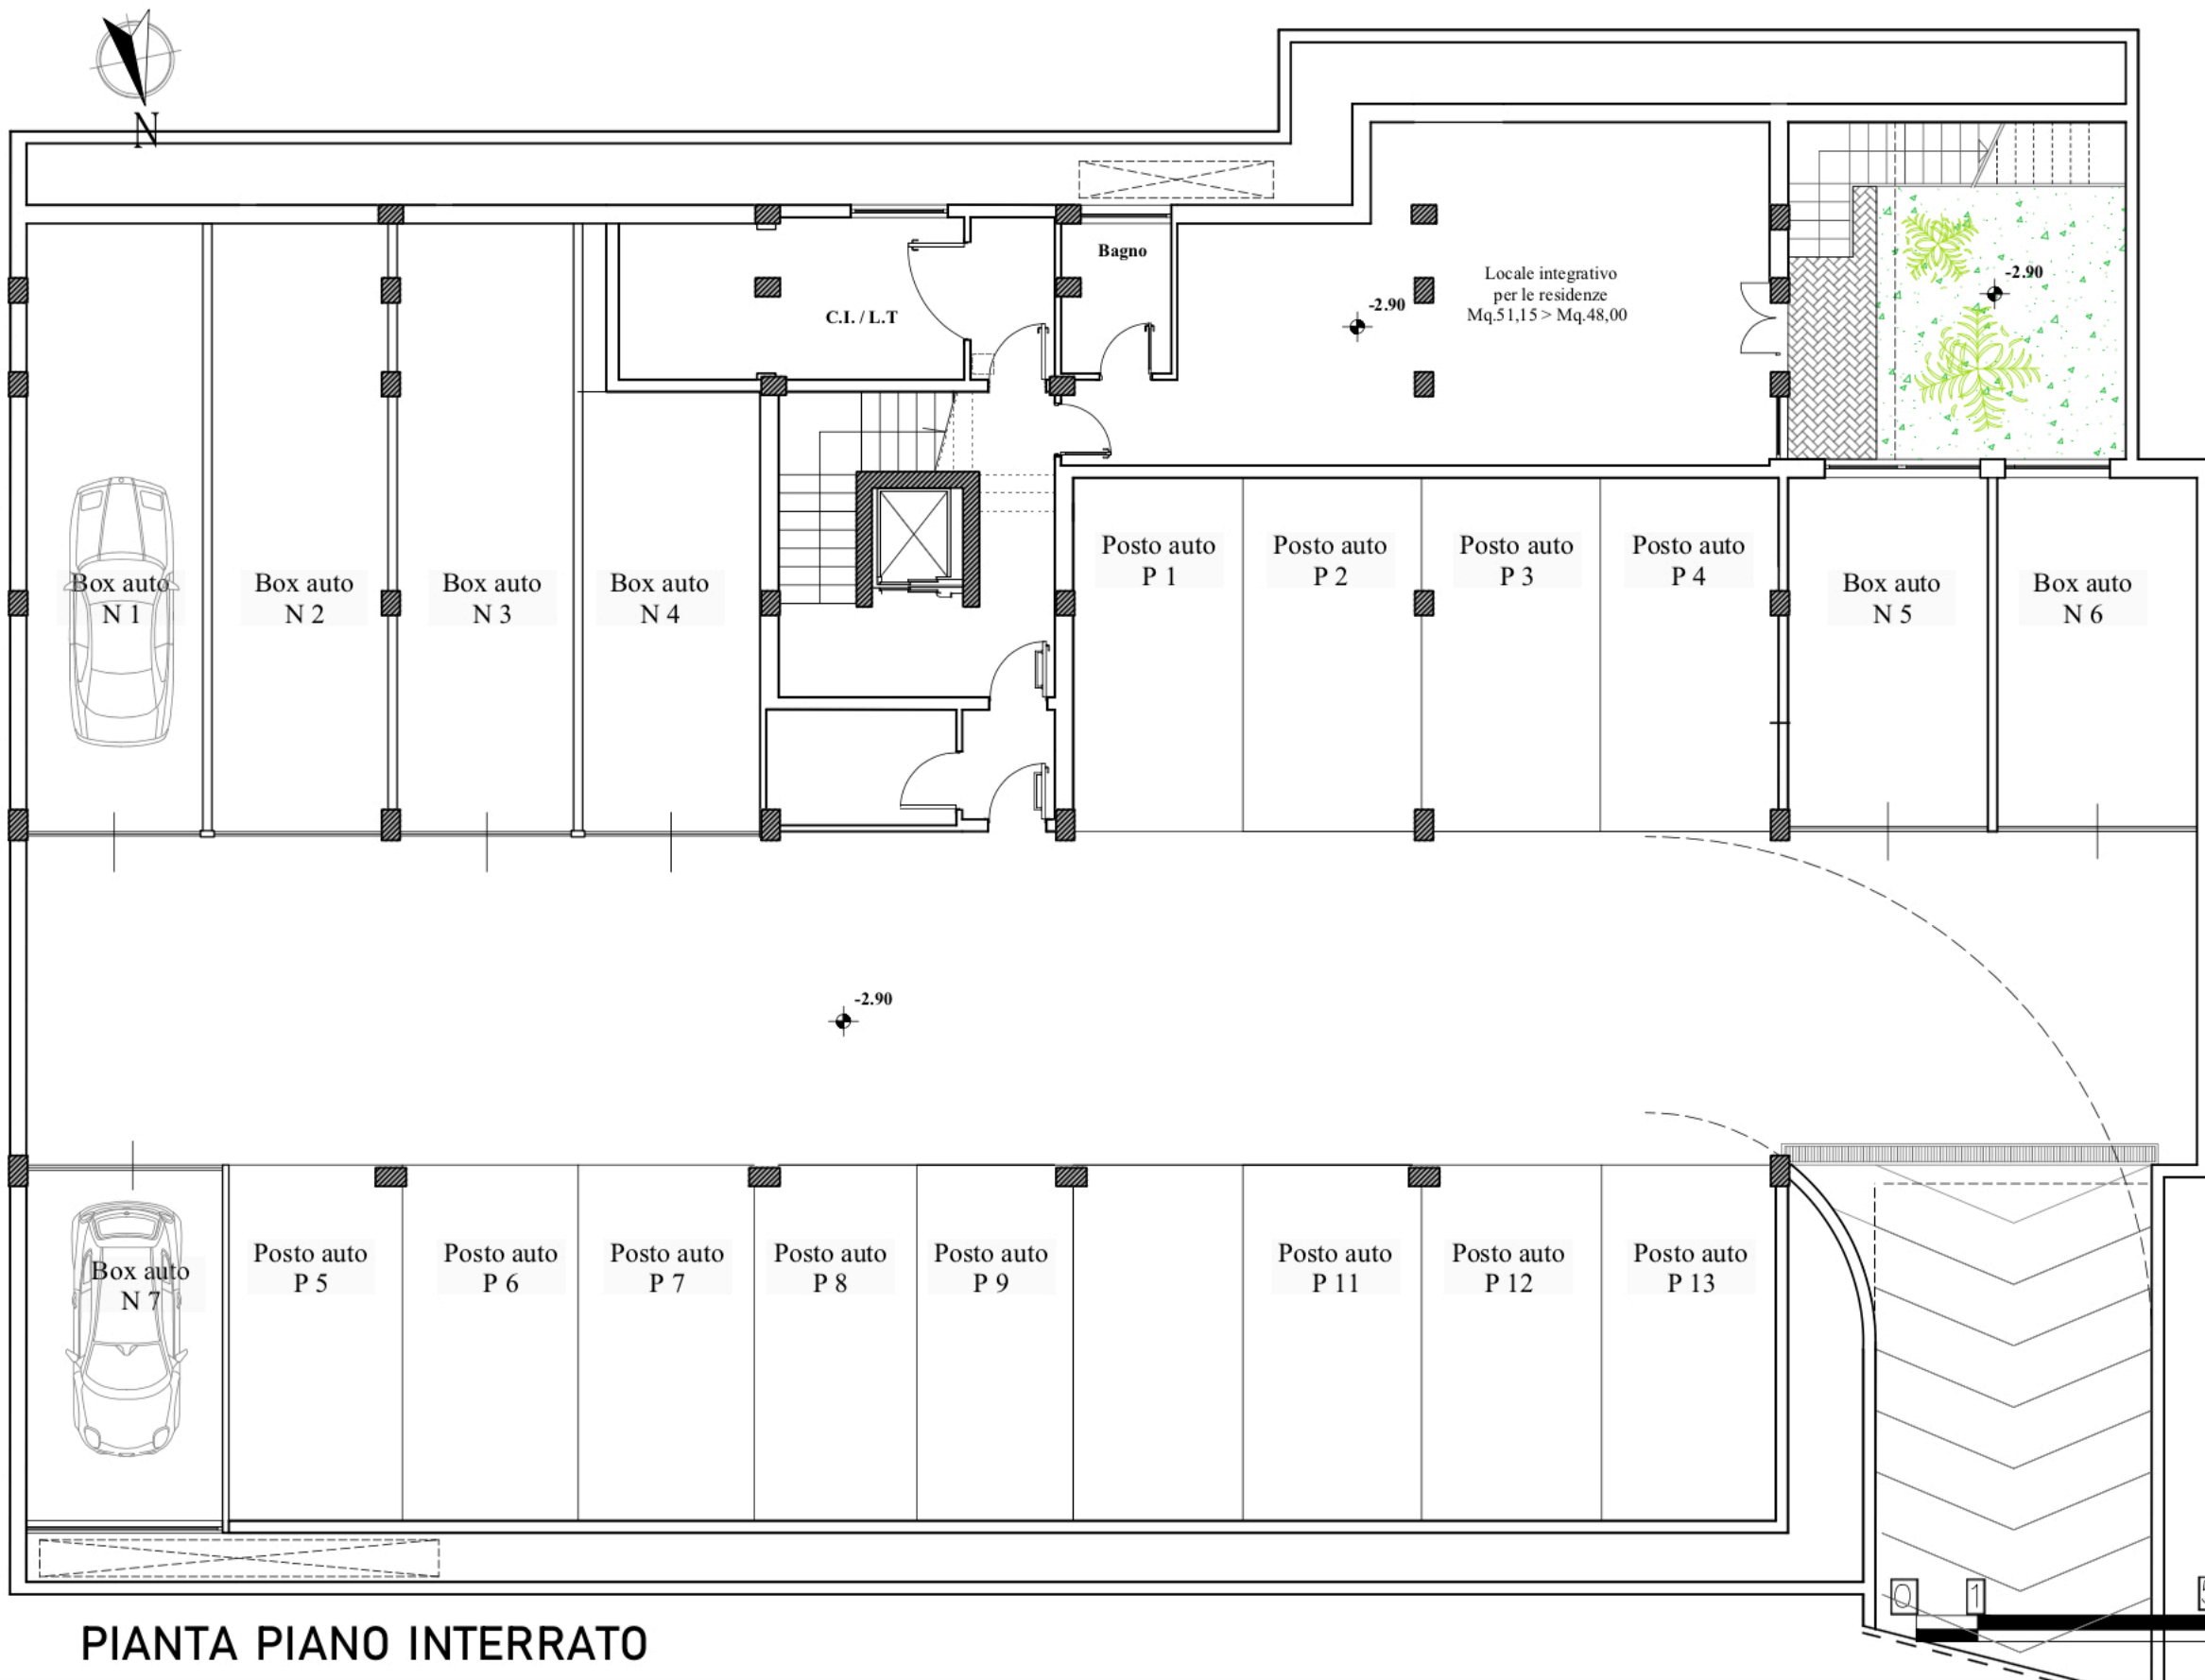 N
Bagno
-2.90
Locale integrativo
per le residenze
Mq.51,15 > Mq.48,00
-2.90
C.I. / L.T
Box auto
N 1
Box auto
N 2
Box auto
N 3
Box auto
N 4
Posto auto
P 1
Posto auto
P 2
Posto auto
P 3
Posto auto
P 4
Box auto
N 5
Box auto
N 6
-2.90
Box auto
N 7
Posto auto
P 5
Posto auto
P 6
Posto auto
P 7
Posto auto
P 8
Posto auto
P 9
Posto auto
P 11
Posto auto
P 12
Posto auto
P 13
0
1
PIANTA PIANO INTERRATO